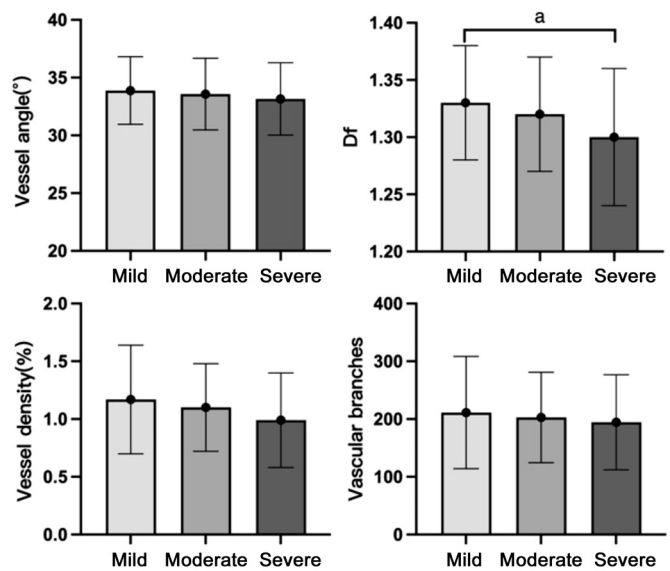 Vessel angle(°)
40
35
30
25
20
Mild Moderate Severe
a
Df
1.40
1.35
1.30
1.25
1.20
Mild Moderate Severe
Vessel density(%)
2.0
1.5
1.0
0.5
0.0
Mild Moderate Severe
Vascular branches
400
300
200
100
0
Mild Moderate Severe